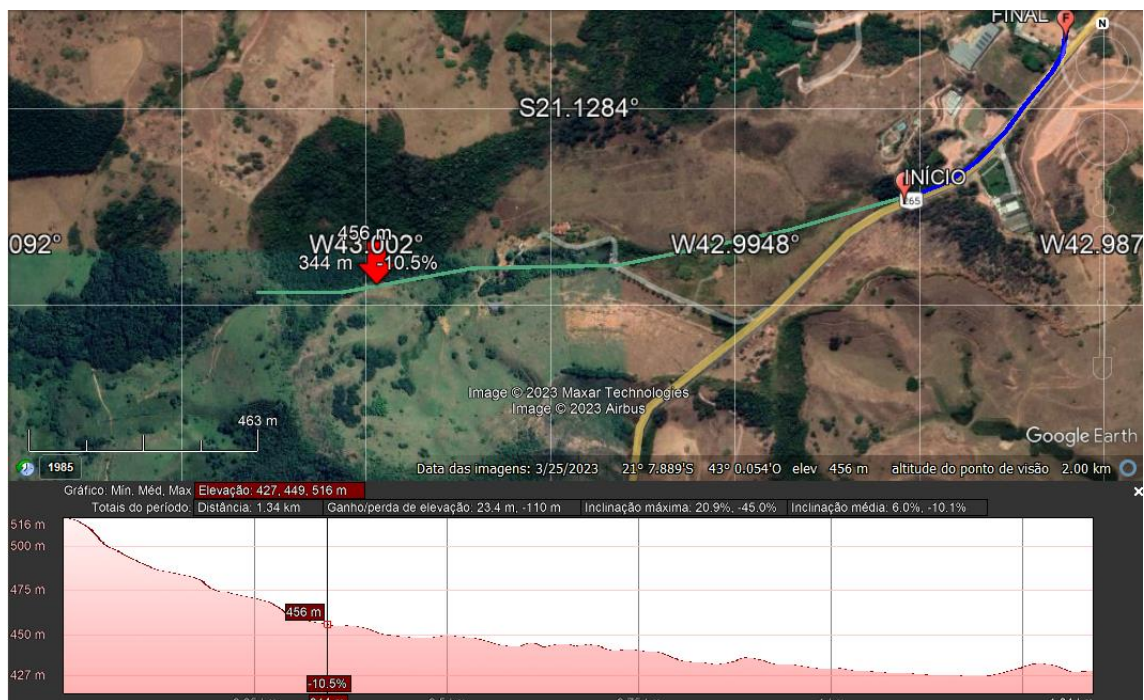 FINAL F N
S21.1284°
INÍCIO
265
456 m
092° W43.002° W42.9948° W42.987
344 m -10.5%
Image © 2023 Maxar Technologies
Image © 2023 Airbus
463 m
Google Earth
1985 Data das imagens: 3/25/2023 21° 7.889'S 43° 0.054'O elev 456 m altitude do ponto de visão 2.00 km
Gráfico: Mín, Méd, Max Elevação: 427, 449, 516 m
Totais do período: Distância: 1.34 km Ganho/perda de elevação: 23.4 m, -110 m Inclinação máxima: 20.9%, -45.0% Inclinação média: 6.0%, -10.1%
516 m
500 m
475 m
456 m
450 m
427 m
-10.5%